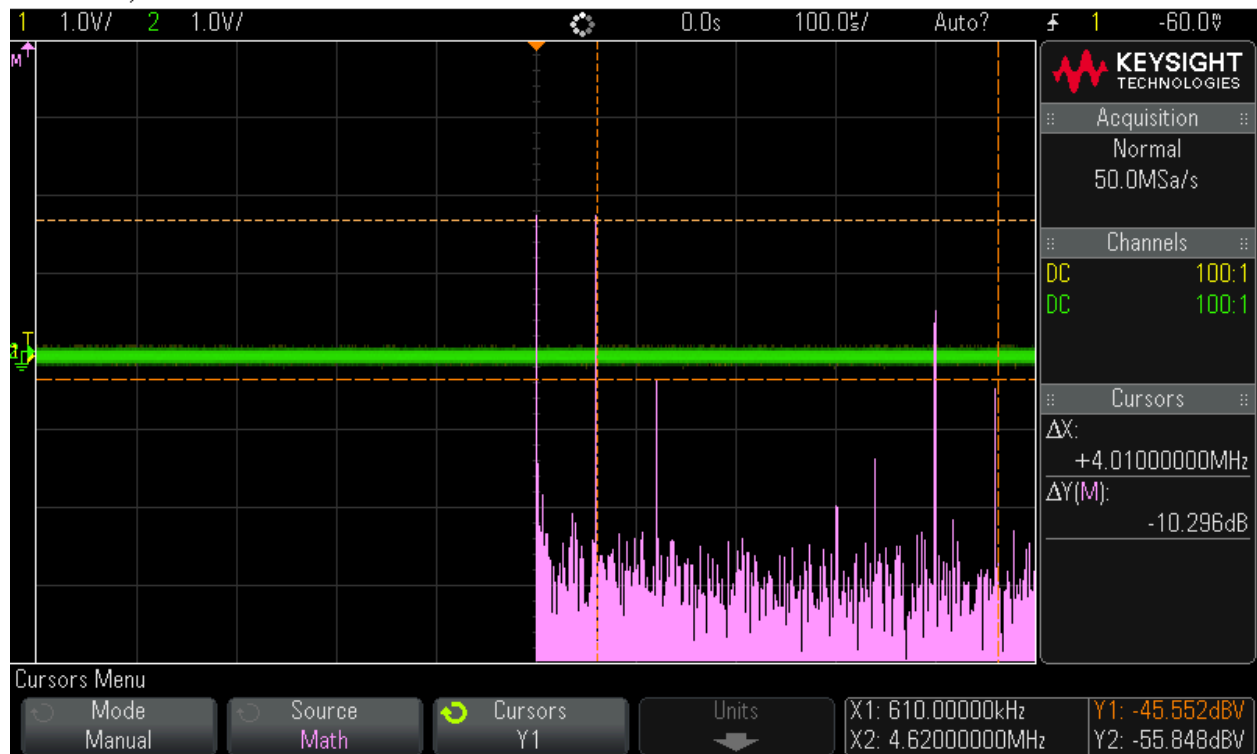 1 1.0V/ 2 1.0V/ 0.0s 100.0µs/ Auto? 1 -60.0mV
M
KEYSIGHT
TECHNOLOGIES
Acquisition
Normal
50.0MSa/s
Channels
DC 100:1
DC 100:1
T
Cursors
ΔX:
+4.01000000MHz
ΔY(M):
-10.296dB
Cursors Menu
Mode Source Cursors Units
Manual Math Y1
X1: 610.00000kHz Y1: -45.552dBV
X2: 4.62000000MHz Y2: -55.848dBV